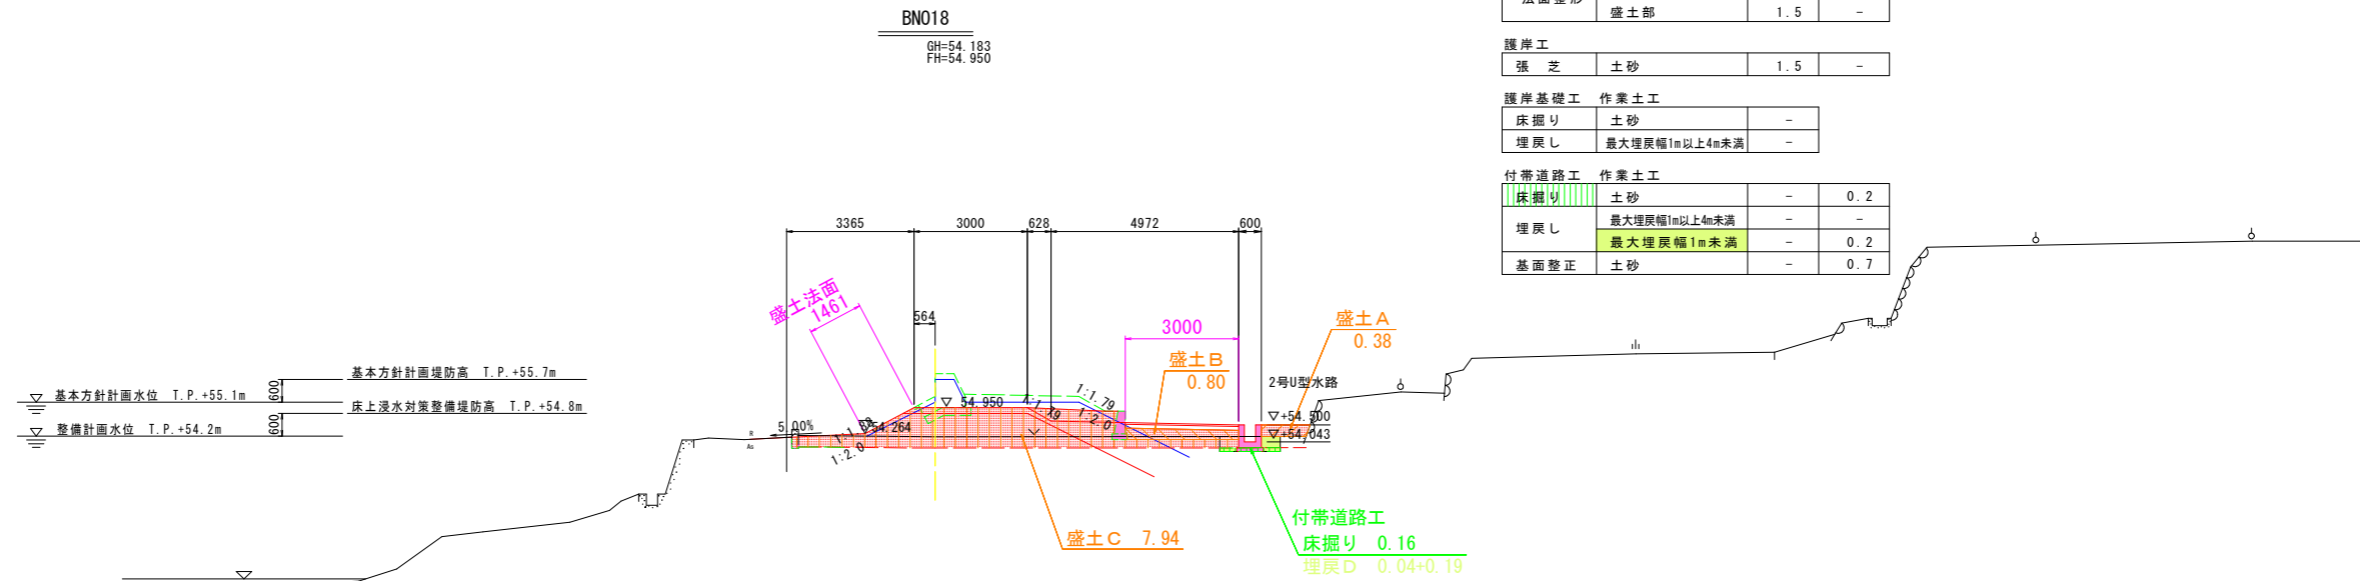 BNO18
GH=54.183
FH=54.950
法面整形
盛土部 1.5 -
護岸工
張 芝 土砂 1.5 -
護岸基礎工 作業土工
床掘り 土砂 -
埋戻し 最大埋戻幅1m以上4m未満 -
付帯道路工 作業土工
床掘り 土砂 - 0.2
埋戻し 最大埋戻幅1m以上4m未満 - -
最大埋戻幅1m未満 - 0.2
基面整正 土砂 - 0.7
3365 3000 628 4972 600
盛土法面
1461
564
3000
盛土A
0.38
盛土B
0.80
2号U型水路
基本方針計画堤防高 T.P.+55.7m
基本方針計画水位 T.P.+55.1m
600
床上浸水対策整備堤防高 T.P.+54.8m
整備計画水位 T.P.+54.2m
600
54.950
1:1.79
1:1.79
1:2.0
+54.500
+54.043
5.00%
54.264
1:2.0
R
As
盛土C 7.94
付帯道路工
床掘り 0.16
埋戻D 0.04+0.19